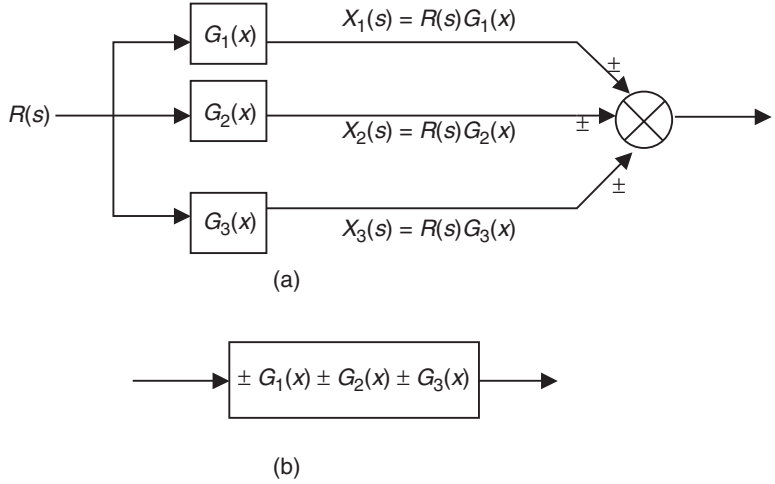 G1(x)
X1(s) = R(s)G1(x)
±
R(s)
G2(x)
X2(s) = R(s)G2(x)
±
±
G3(x)
X3(s) = R(s)G3(x)
(a)
± G1(x) ± G2(x) ± G3(x)
(b)